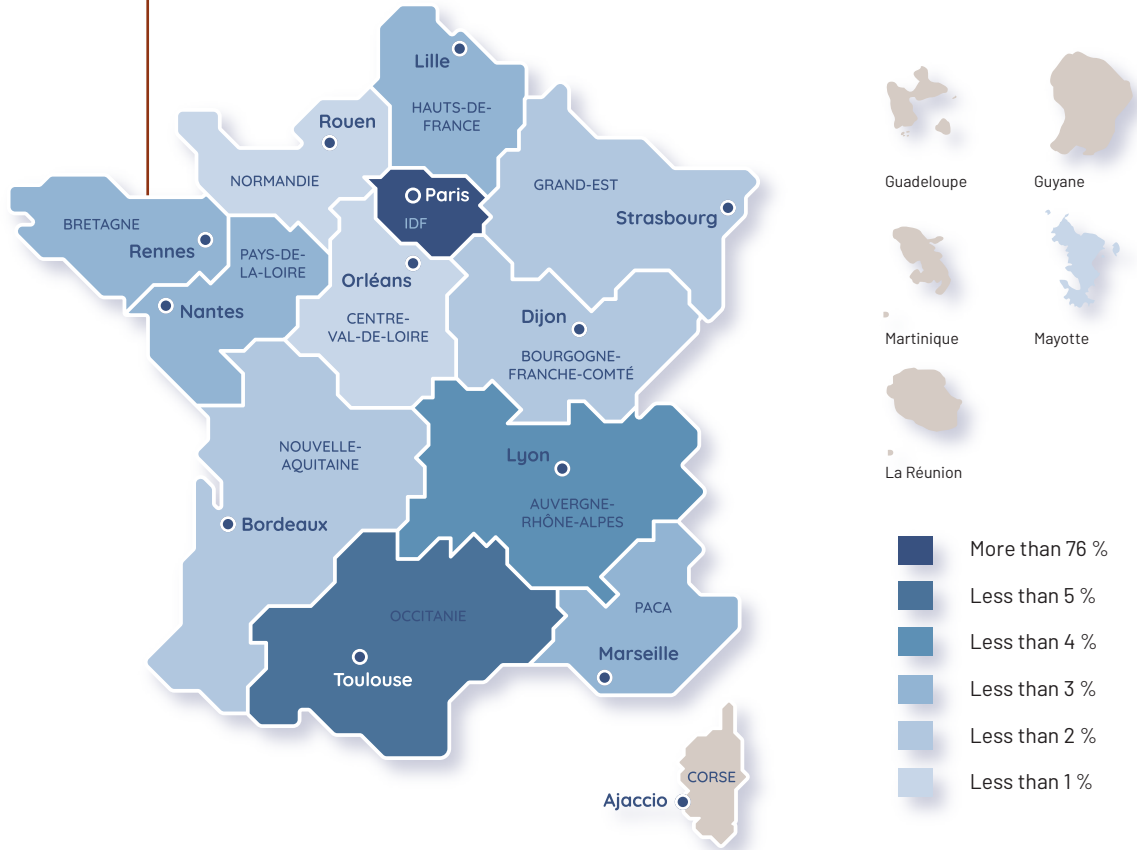 Lille
HAUTS-DE-
FRANCE
Rouen
NORMANDIE
Paris
IDF
GRAND-EST
Strasbourg
BRETAGNE
Rennes
PAYS-DE-
LA-LOIRE
Nantes
Orléans
CENTRE-
VAL-DE-LOIRE
Dijon
BOURGOGNE-
FRANCHE-COMTÉ
NOUVELLE-
AQUITAINE
Bordeaux
Lyon
AUVERGNE-
RHÔNE-ALPES
OCCITANIE
Toulouse
PACA
Marseille
CORSE
Ajaccio
Guadeloupe
Guyane
Martinique
Mayotte
La Réunion
More than 76 %
Less than 5 %
Less than 4 %
Less than 3 %
Less than 2 %
Less than 1 %